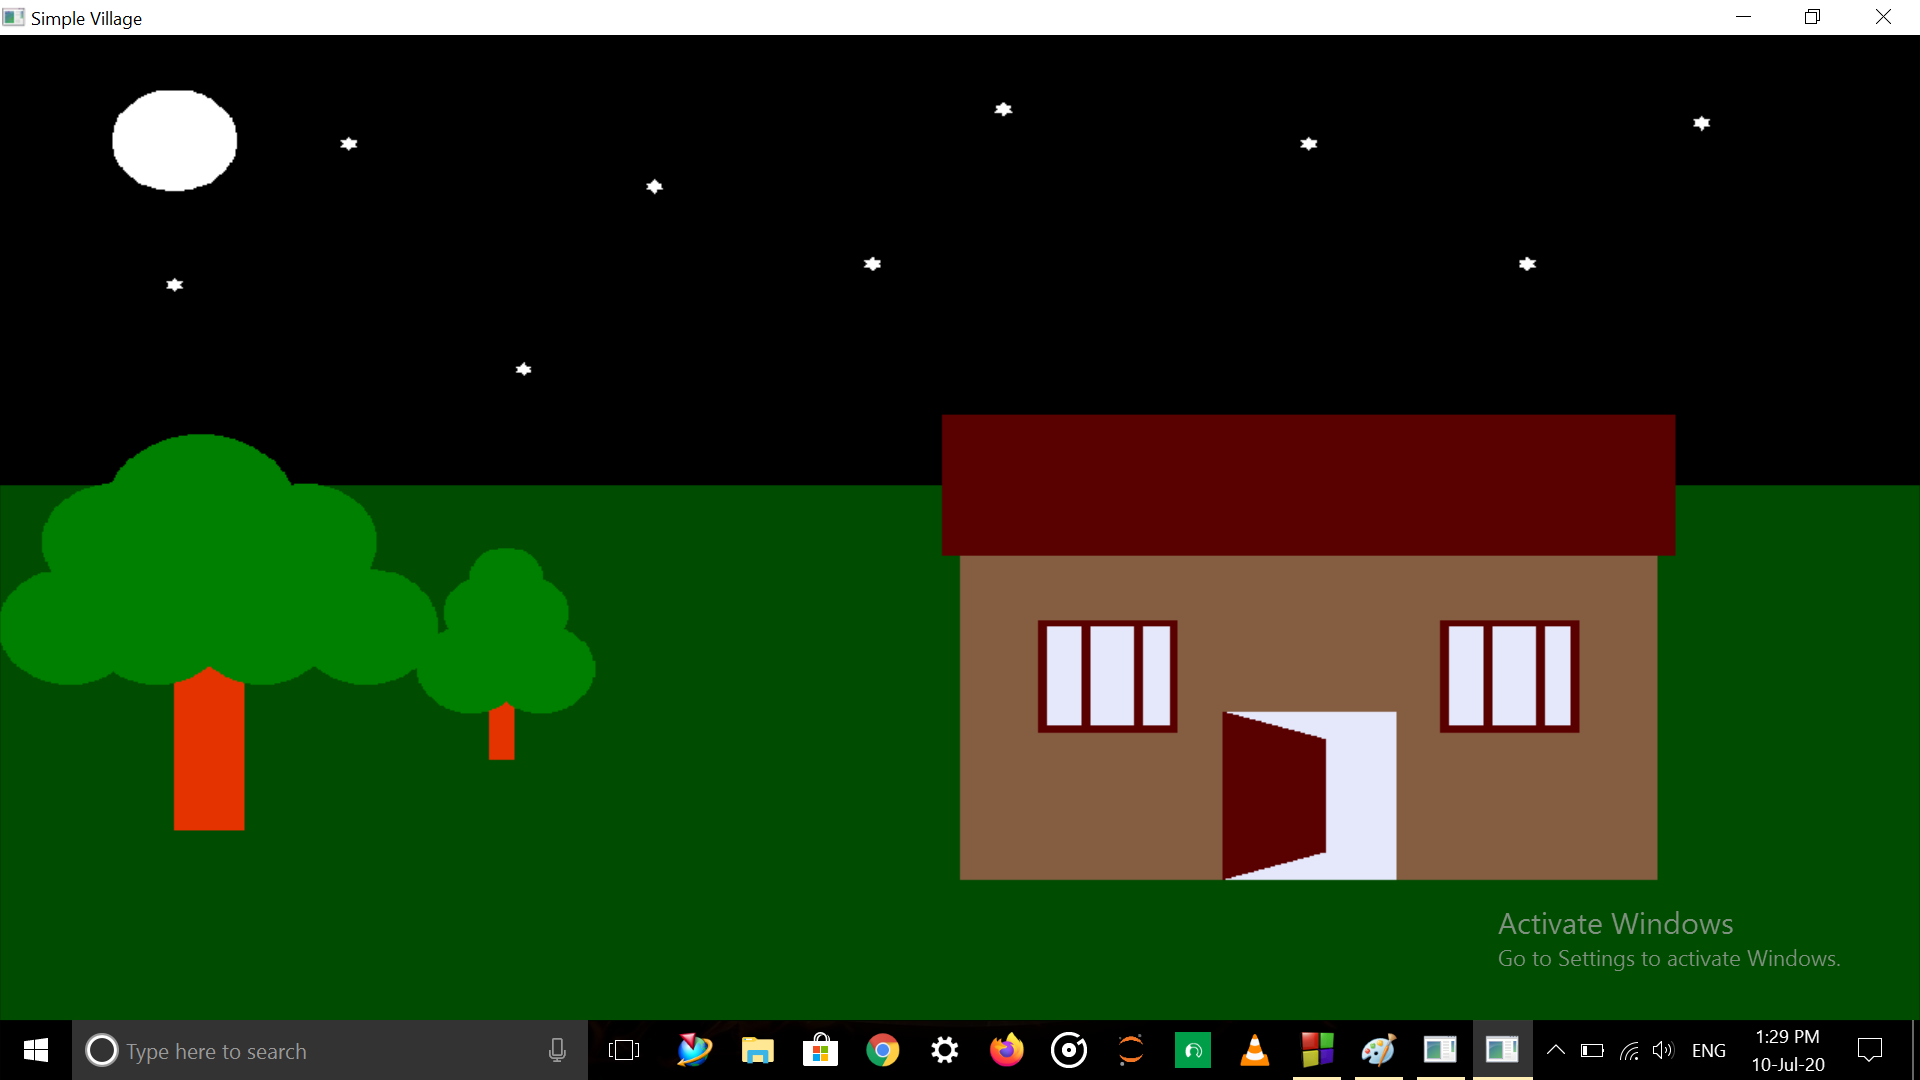 Simple Village
Activate Windows
Go to Settings to activate Windows.
Type here to search
ENG
1:29 PM
10-Jul-20